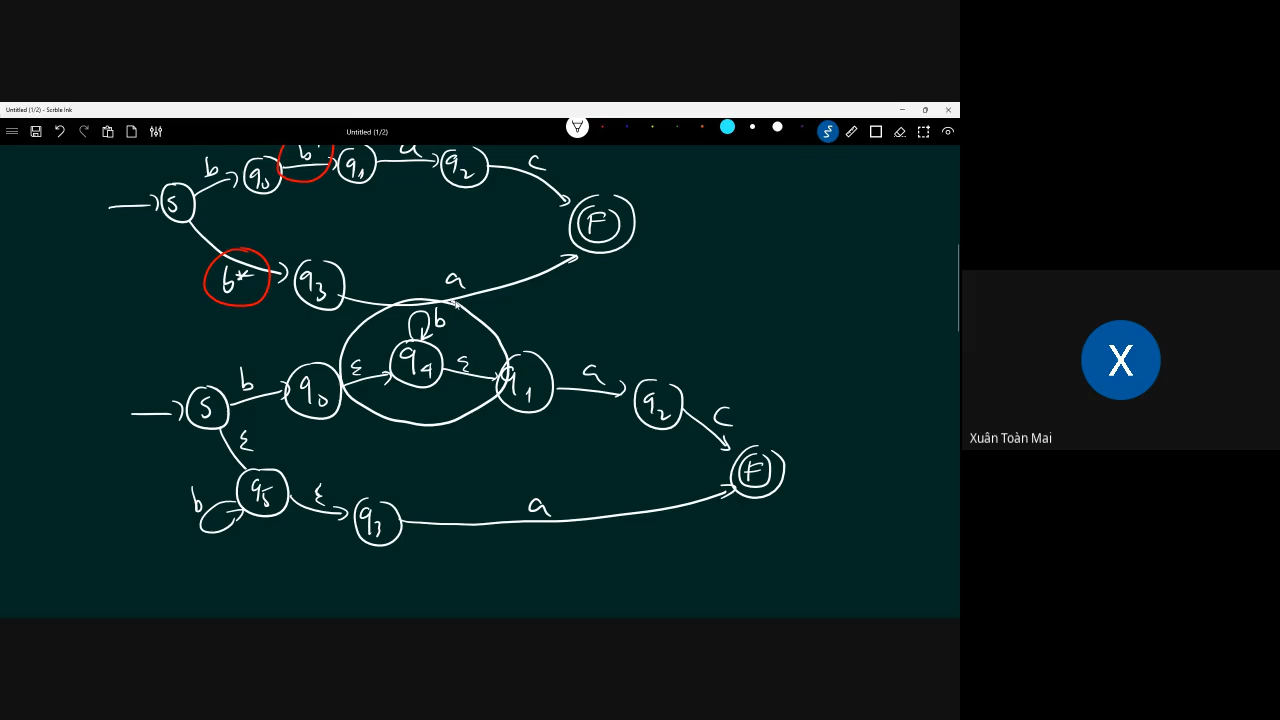 Untitled (1/2) - Scrble Ink
Untitled (1/2)
b q0 q1 q2 c
S F
b* q3 a
b
S b q0 ε q4 ε q1 a q2 c
ε F
b q5 ε q3 a
X
Xuân Toàn Mai